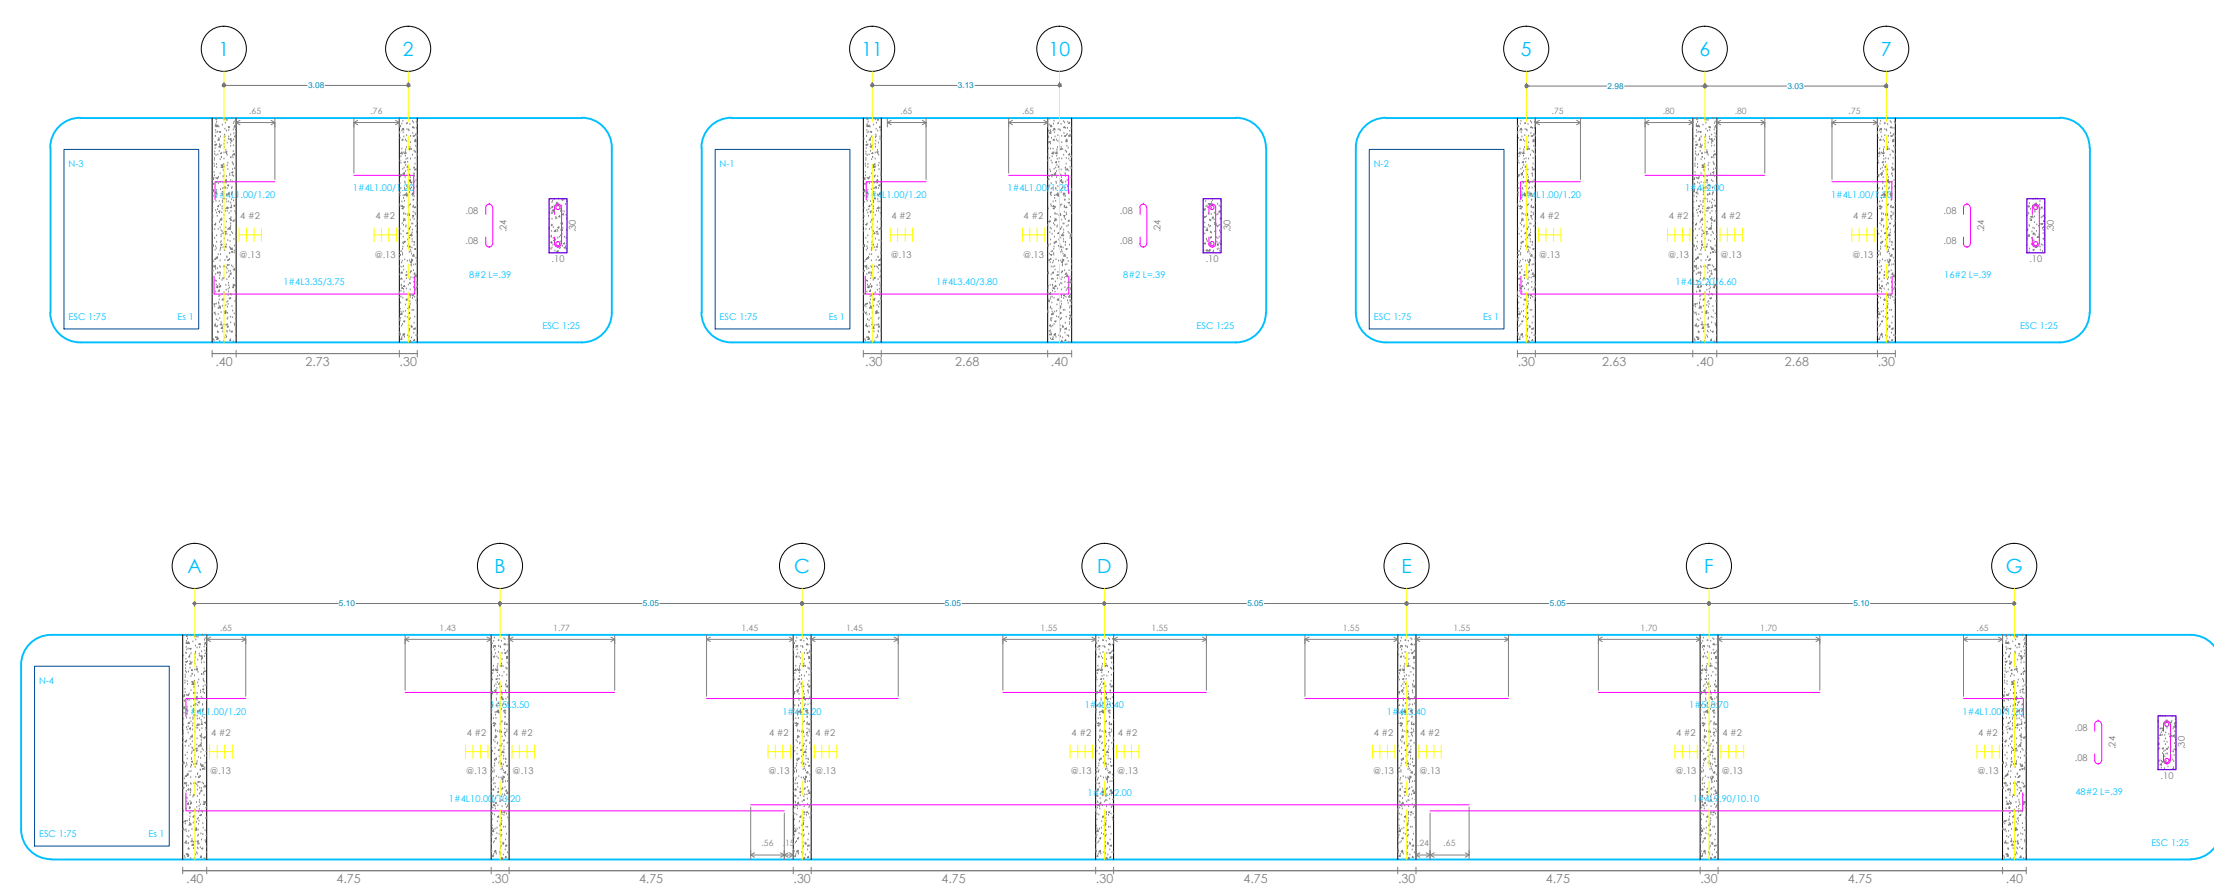 1 2
3.08
.65 .76
N-3
1#4L1.00/1.20 1#4L1.00/
4 #2 4 #2
@.13 @.13
1#4L3.35/3.75
ESC 1:75 Es 1
.08 .24
.08
8#2 L=.39
.30
.10
ESC 1:25
.40 2.73 .30
11 10
3.13
.65 .65
N-1
1#4L1.00/1.20 1#4L1.00/1.20
4 #2 4 #2
@.13 @.13
1#4L3.40/3.80
ESC 1:75 Es 1
.08 .24
.08
8#2 L=.39
.30
.10
ESC 1:25
.30 2.68 .40
5 6 7
2.98 3.03
.75 .80 .80 .75
N-2
1#4L1.00/1.20 1#4L1.00/
4 #2 4 #2 4 #2 4 #2
@.13 @.13 @.13 @.13
ESC 1:75 Es 1
.08 .24
.08
16#2 L=.39
.30
.10
ESC 1:25
.30 2.63 .40 2.68 .30
A B C D E F G
5.10 5.05 5.05 5.05 5.05 5.10
.65 1.43 1.77 1.45 1.45 1.55 1.55 1.55 1.55 1.70 1.70 .65
N-4
1#4L1.00/1.20
4 #2 4 #2 4 #2 4 #2 4 #2 4 #2 4 #2 4 #2 4 #2 4 #2 4 #2 4 #2
@.13 @.13 @.13 @.13 @.13 @.13 @.13 @.13 @.13 @.13 @.13 @.13
ESC 1:75 Es 1
.56 .24 .65
.08 .24
.08
48#2 L=.39
.30
.10
ESC 1:25
.40 4.75 .30 4.75 .30 4.75 .30 4.75 .30 4.75 .30 4.75 .40